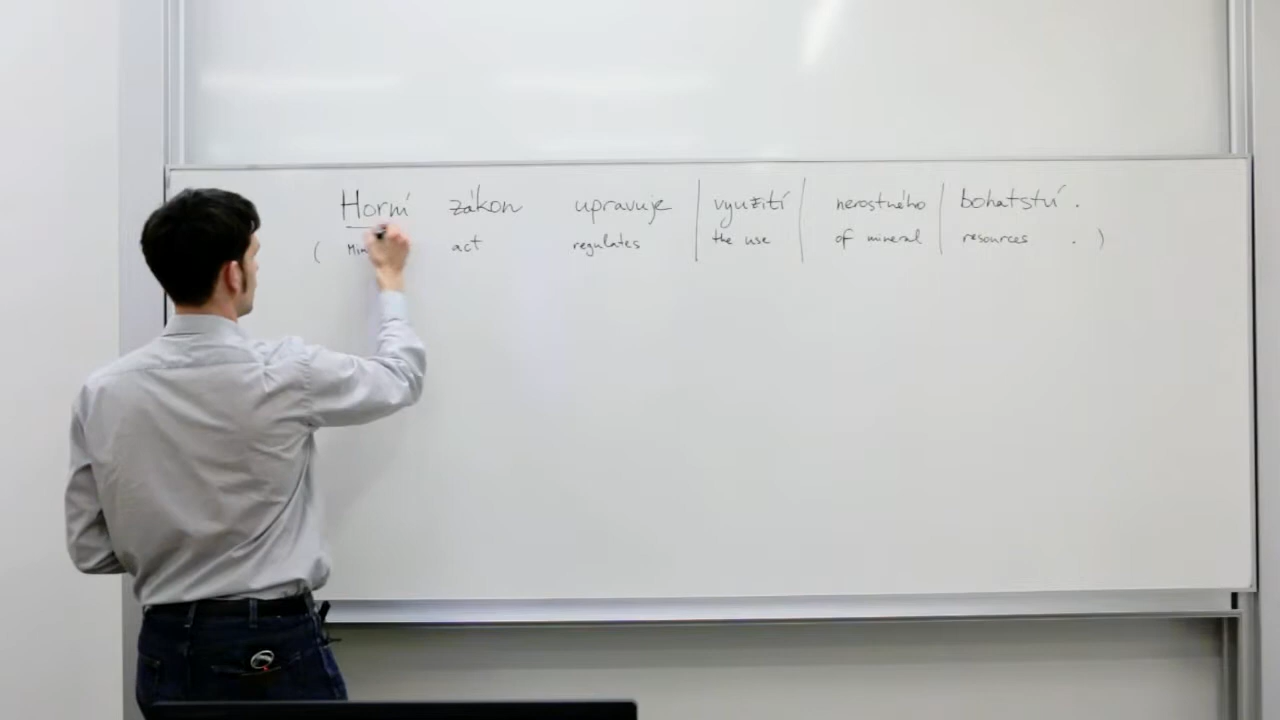 Horní zákon upravuje | využití | nerostného | bohatství .
( act regulates | the use | of mineral | resources . )